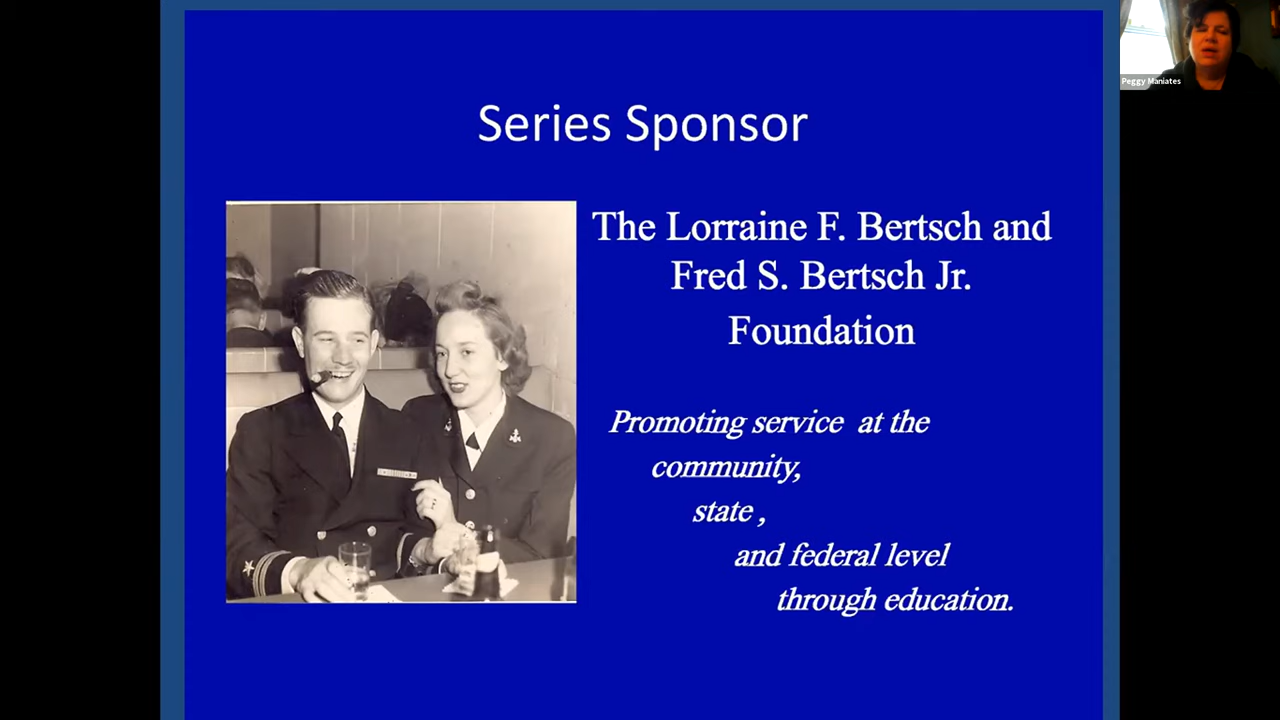 Series Sponsor
The Lorraine F. Bertsch and
Fred S. Bertsch Jr.
Foundation
Promoting service at the
community,
state ,
and federal level
through education.
Peggy Maniates